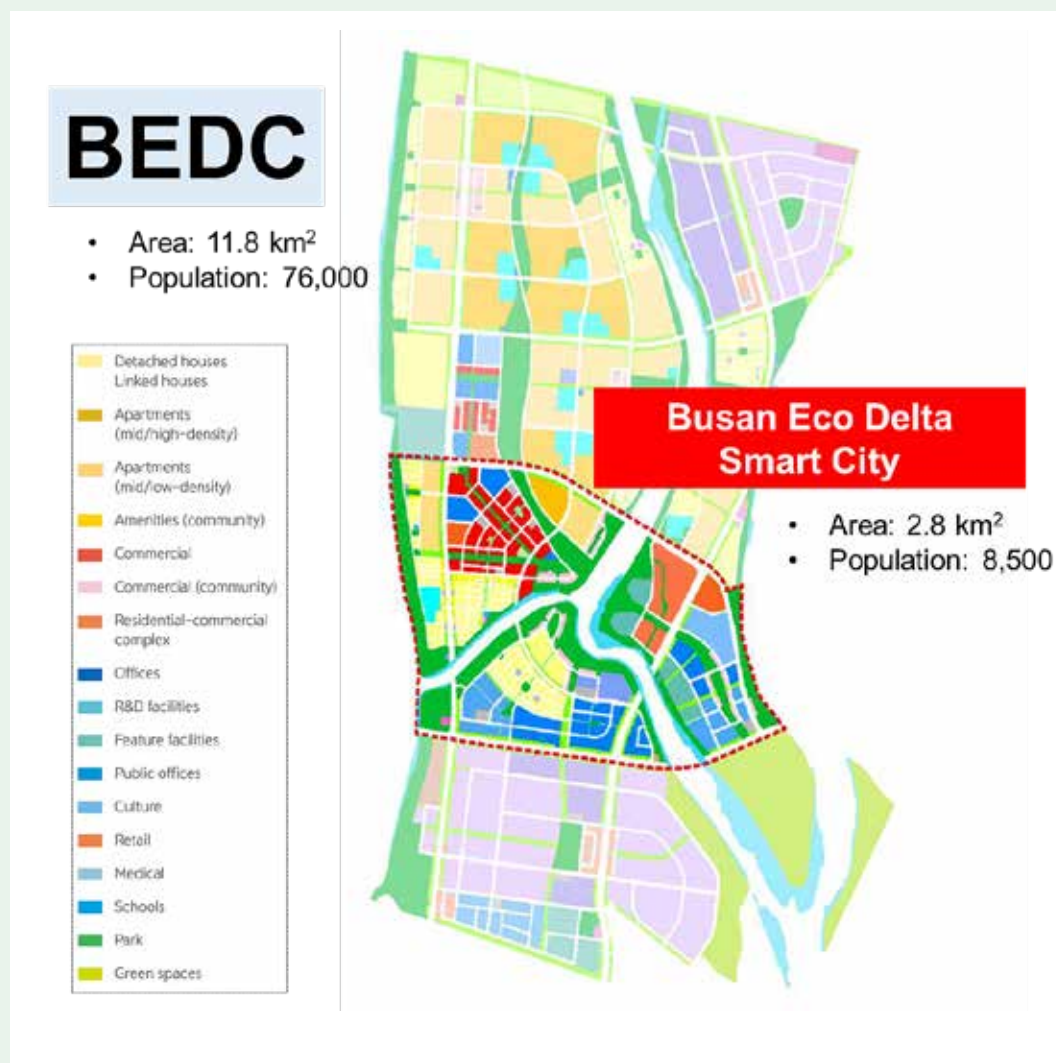 BEDC
• Area: 11.8 km²
• Population: 76,000
Detached houses
Linked houses
Apartments
(mid/high-density)
Apartments
(mid/low-density)
Amenities (community)
Commercial
Commercial (community)
Residential-commercial
complex
Offices
R&D facilities
Feature facilities
Public offices
Culture
Retail
Medical
Schools
Park
Green spaces
Busan Eco Delta
Smart City
• Area: 2.8 km²
• Population: 8,500